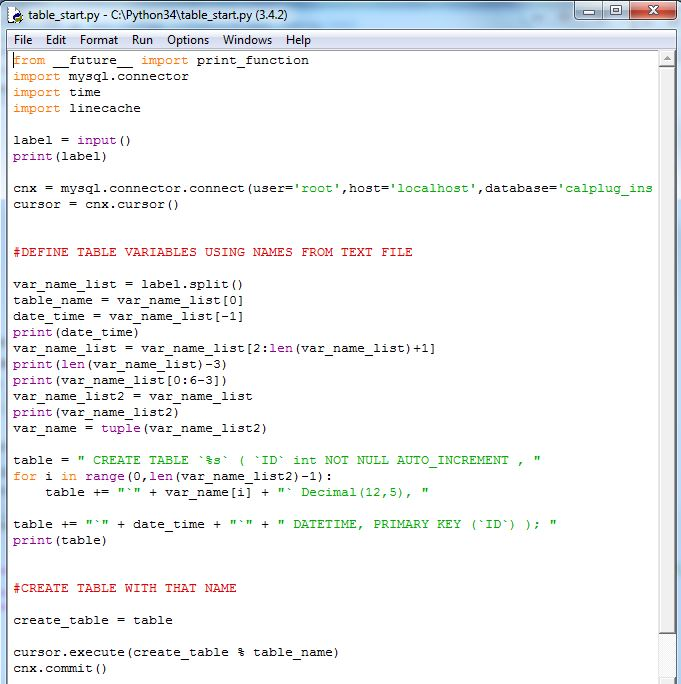 table_start.py - C:\Python34\table_start.py (3.4.2)
File Edit Format Run Options Windows Help
from __future__ import print_function
import mysql.connector
import time
import linecache
label = input()
print(label)
cnx = mysql.connector.connect(user='root',host='localhost',database='calplug_ins
cursor = cnx.cursor()
#DEFINE TABLE VARIABLES USING NAMES FROM TEXT FILE
var_name_list = label.split()
table_name = var_name_list[0]
date_time = var_name_list[-1]
print(date_time)
var_name_list = var_name_list[2:len(var_name_list)+1]
print(len(var_name_list)-3)
print(var_name_list[0:6-3])
var_name_list2 = var_name_list
print(var_name_list2)
var_name = tuple(var_name_list2)
table = " CREATE TABLE `%s` ( `ID` int NOT NULL AUTO_INCREMENT , "
for i in range(0,len(var_name_list2)-1):
    table += "`" + var_name[i] + "` Decimal(12,5), "
table += "`" + date_time + "`" + " DATETIME, PRIMARY KEY (`ID`) ); "
print(table)
#CREATE TABLE WITH THAT NAME
create_table = table
cursor.execute(create_table % table_name)
cnx.commit()